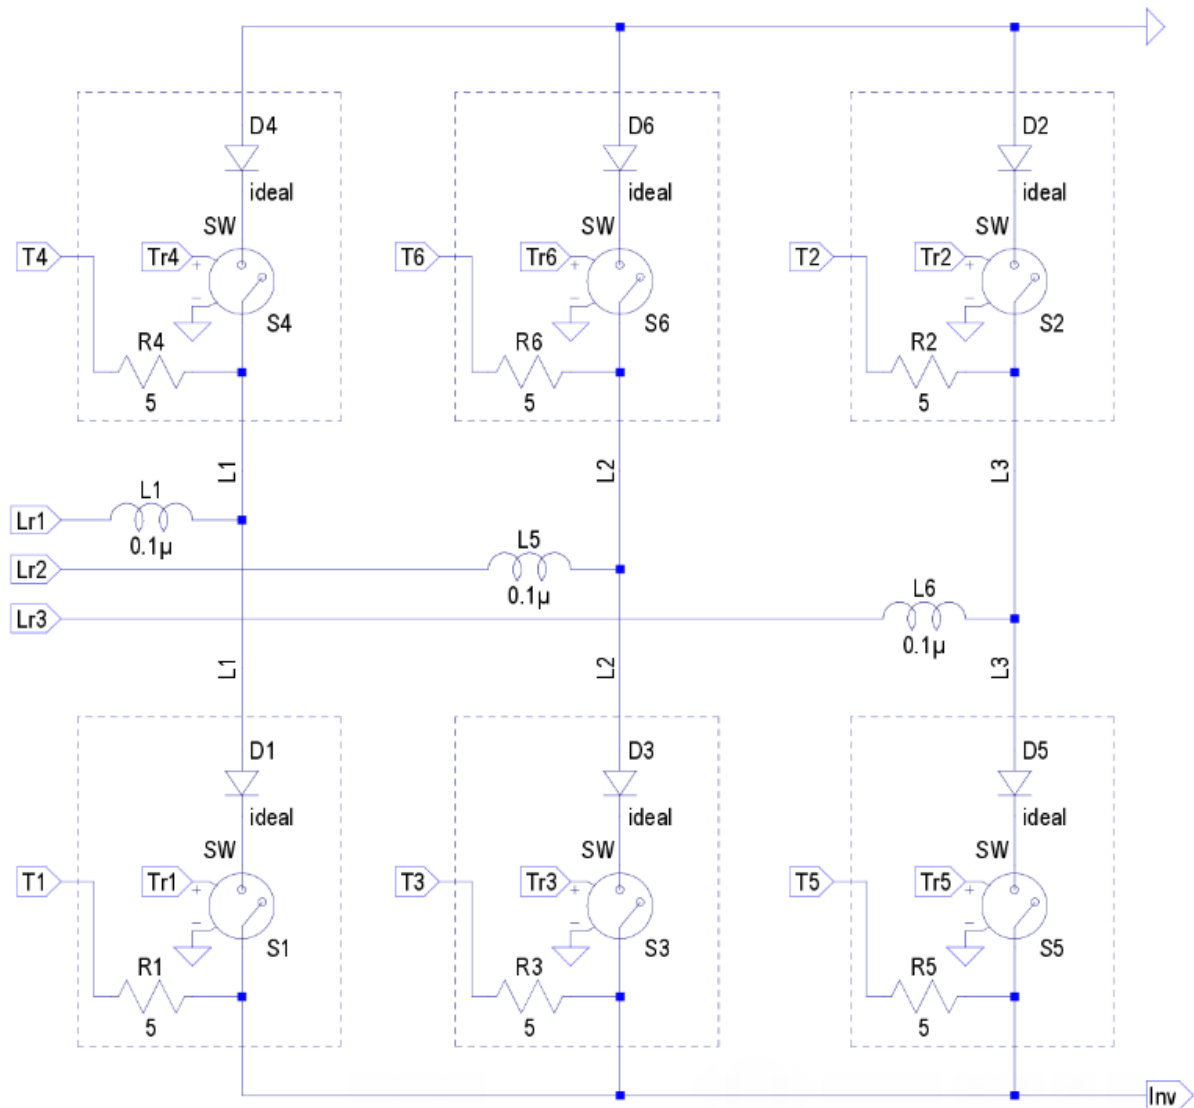 D4 D6 D2
ideal ideal ideal
SW SW SW
T4 Tr4 T6 Tr6 T2 Tr2
+ + +
– – –
S4 S6 S2
R4 R6 R2
5 5 5
L1 L2 L3
L1
Lr1
0.1µ
L5
Lr2
0.1µ
L6
Lr3
0.1µ
L1 L2 L3
D1 D3 D5
ideal ideal ideal
SW SW SW
T1 Tr1 T3 Tr3 T5 Tr5
+ + +
– – –
S1 S3 S5
R1 R3 R5
5 5 5
Inv